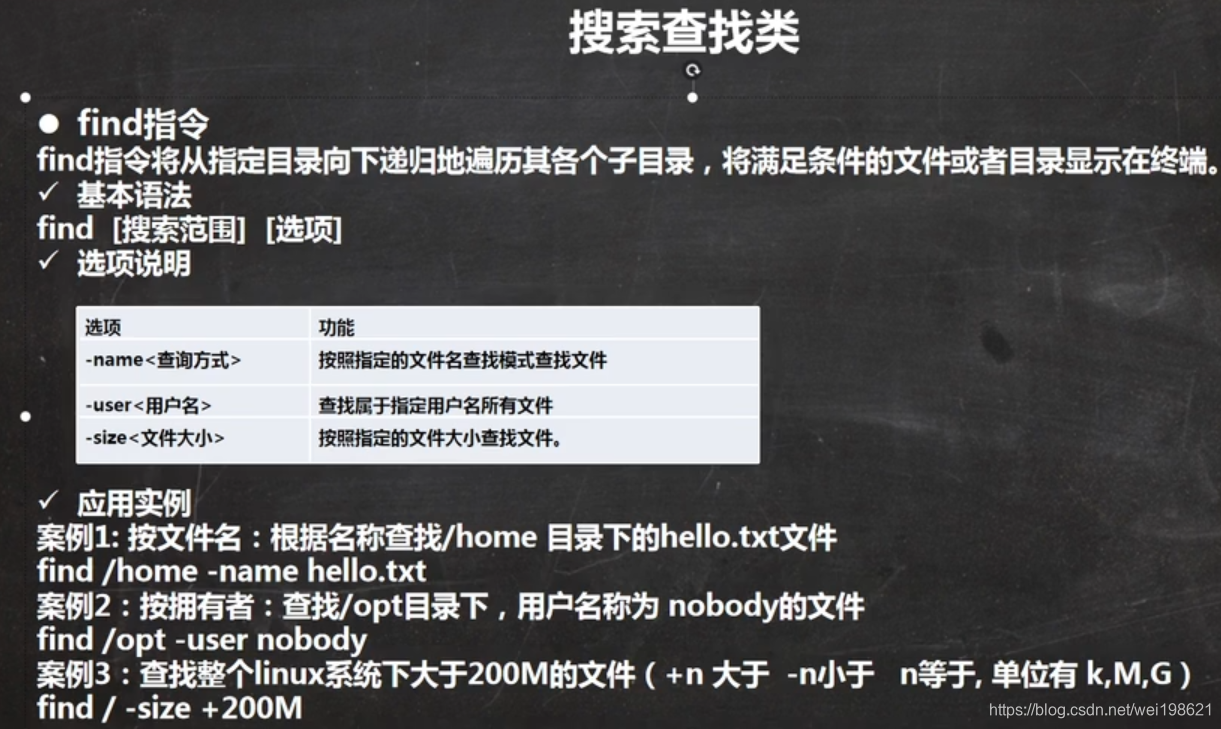 搜索查找类
● find指令
find指令将从指定目录向下递归地遍历其各个子目录，将满足条件的文件或者目录显示在终端。
✓ 基本语法
find [搜索范围] [选项]
✓ 选项说明
选项 功能
-name<查询方式> 按照指定的文件名查找模式查找文件
-user<用户名> 查找属于指定用户名所有文件
-size<文件大小> 按照指定的文件大小查找文件。
✓ 应用实例
案例1: 按文件名：根据名称查找/home 目录下的hello.txt文件
find /home -name hello.txt
案例2：按拥有者：查找/opt目录下，用户名称为 nobody的文件
find /opt -user nobody
案例3：查找整个linux系统下大于200M的文件（+n 大于 -n小于 n等于, 单位有 k,M,G）
find / -size +200M
https://blog.csdn.net/wei198621